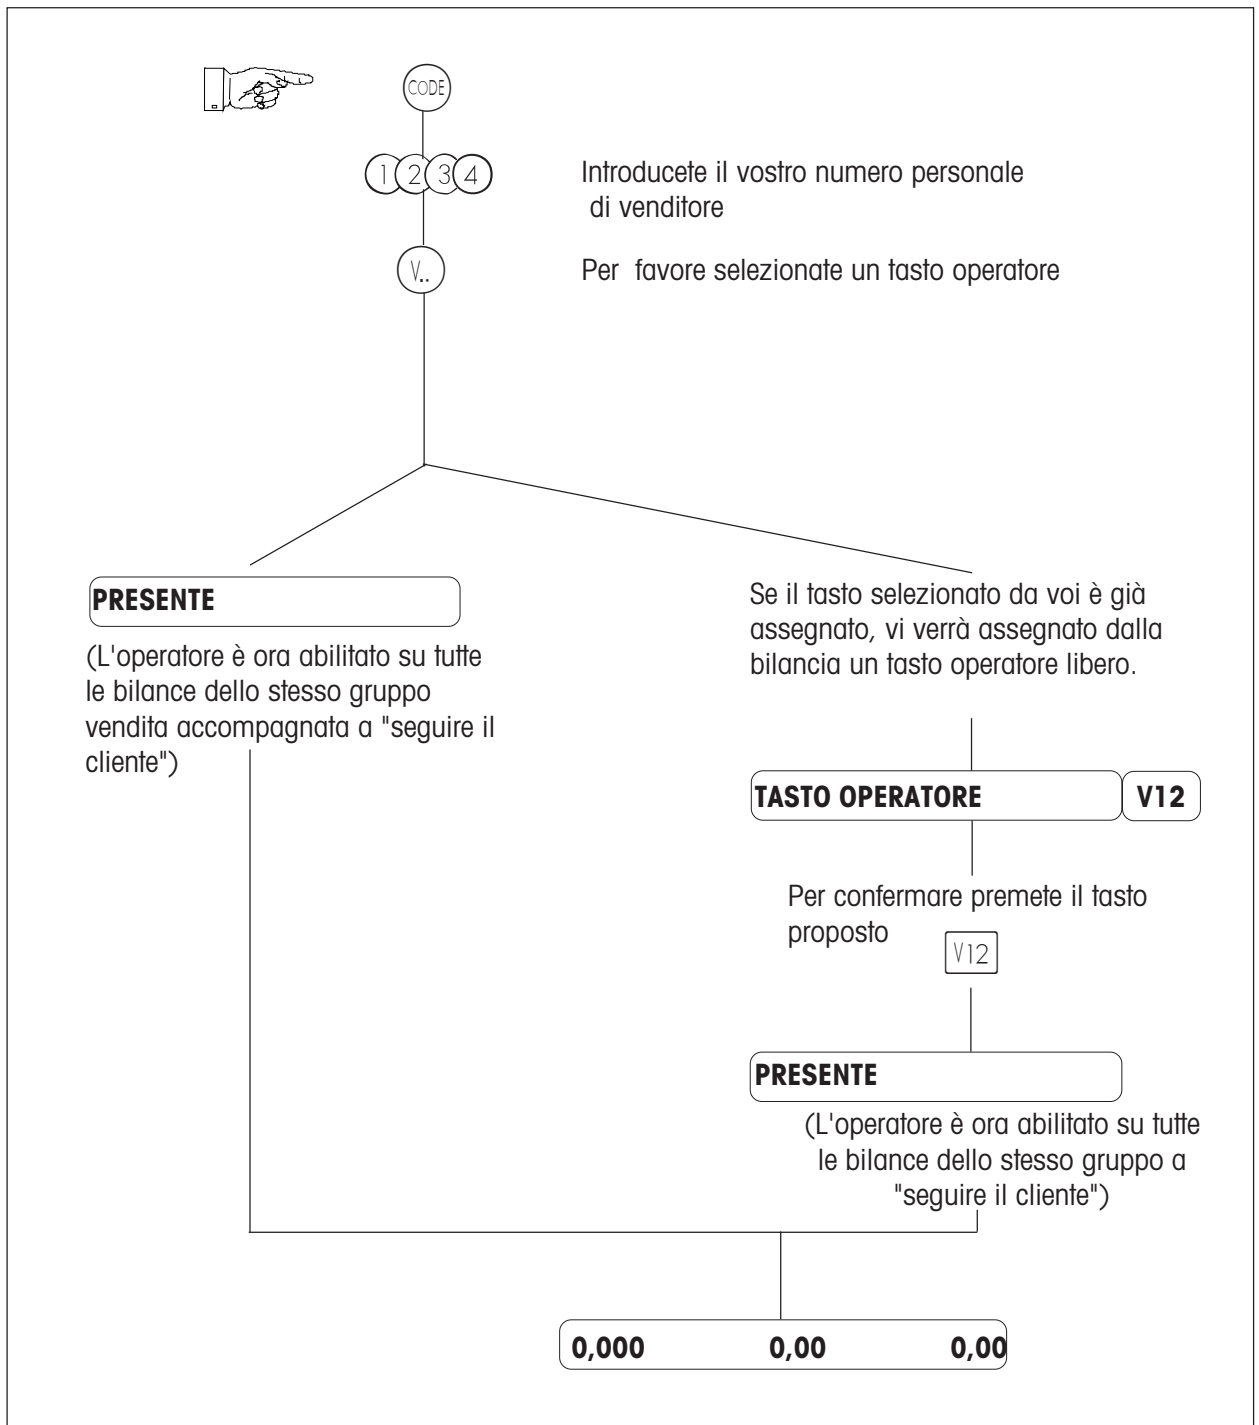 CODE
1 2 3 4
Introducete il vostro numero personale
di venditore
V..
Per favore selezionate un tasto operatore
PRESENTE
(L'operatore è ora abilitato su tutte
le bilance dello stesso gruppo
vendita accompagnata a "seguire il
cliente")
Se il tasto selezionato da voi è già
assegnato, vi verrà assegnato dalla
bilancia un tasto operatore libero.
TASTO OPERATORE V12
Per confermare premete il tasto
proposto
V12
PRESENTE
(L'operatore è ora abilitato su tutte
le bilance dello stesso gruppo a
"seguire il cliente")
0,000 0,00 0,00